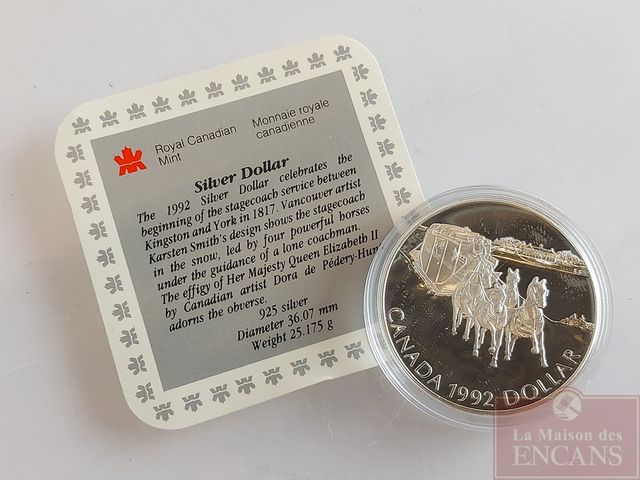 Royal Canadian Mint
Monnaie royale canadienne
Silver Dollar
The 1992 Silver Dollar celebrates the
beginning of the stagecoach service between
Kingston and York in 1817. Vancouver artist
Karsten Smith's design shows the stagecoach
in the snow, led by four powerful horses
under the guidance of a lone coachman.
The effigy of Her Majesty Queen Elizabeth II
by Canadian artist Dora de Pédery-Hun
adorns the obverse.
925 silver
Diameter 36.07 mm
Weight 25.175 g
CANADA 1992 DOLLAR
La Maison des
ENCANS